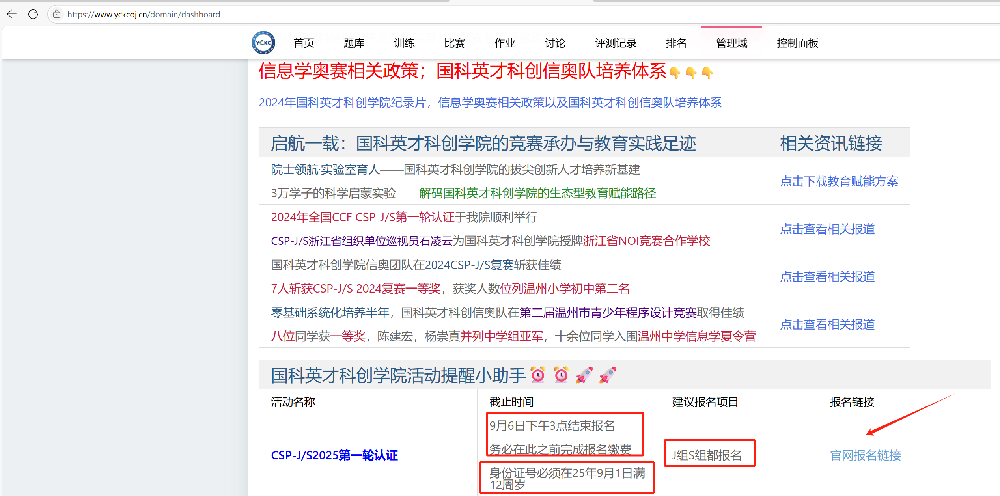 https://www.yckcoj.cn/domain/dashboard
YCKC
首页 题库 训练 比赛 作业 讨论 评测记录 排名 管理域 控制面板
信息学奥赛相关政策；国科英才科创信奥队培养体系👇👇👇
2024年国科英才科创学院纪录片，信息学奥赛相关政策以及国科英才科创信奥队培养体系
启航一载：国科英才科创学院的竞赛承办与教育实践足迹 相关资讯链接
院士领航·实验室育人——国科英才科创学院的拔尖创新人才培养新基建
3万学子的科学启蒙实验——解码国科英才科创学院的生态型教育赋能路径
点击下载教育赋能方案
2024年全国CCF CSP-J/S第一轮认证于我院顺利举行
CSP-J/S浙江省组织单位巡视员石凌云为国科英才科创学院授牌浙江省NOI竞赛合作学校
点击查看相关报道
国科英才科创学院信奥团队在2024CSP-J/S复赛斩获佳绩
7人斩获CSP-J/S 2024复赛一等奖，获奖人数位列温州小学初中第二名
点击查看相关报道
零基础系统化培养半年，国科英才科创信奥队在第二届温州市青少年程序设计竞赛取得佳绩
八位同学获一等奖，陈建宏，杨崇真并列中学组亚军，十余位同学入围温州中学信息学夏令营
点击查看相关报道
国科英才科创学院活动提醒小助手⏰⏰🚀🚀
活动名称 截止时间 建议报名项目 报名链接
CSP-J/S2025第一轮认证
9月6日下午3点结束报名
务必在此之前完成报名缴费
身份证号必须在25年9月1日满
12周岁
J组S组都报名
官网报名链接